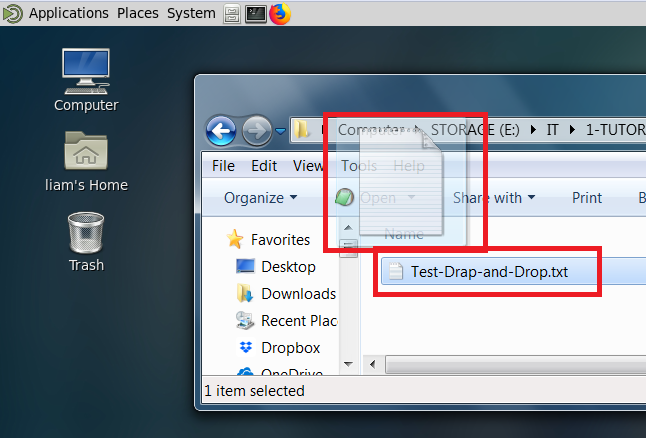 Applications Places System
Computer
liam's Home
Trash
Computer STORAGE (E:) IT 1-TUTOR
File Edit View Tools Help
Organize Open Share with Print B
Favorites
Name
Desktop
Test-Drap-and-Drop.txt
Downloads
Recent Plac
Dropbox
OneDrive
1 item selected